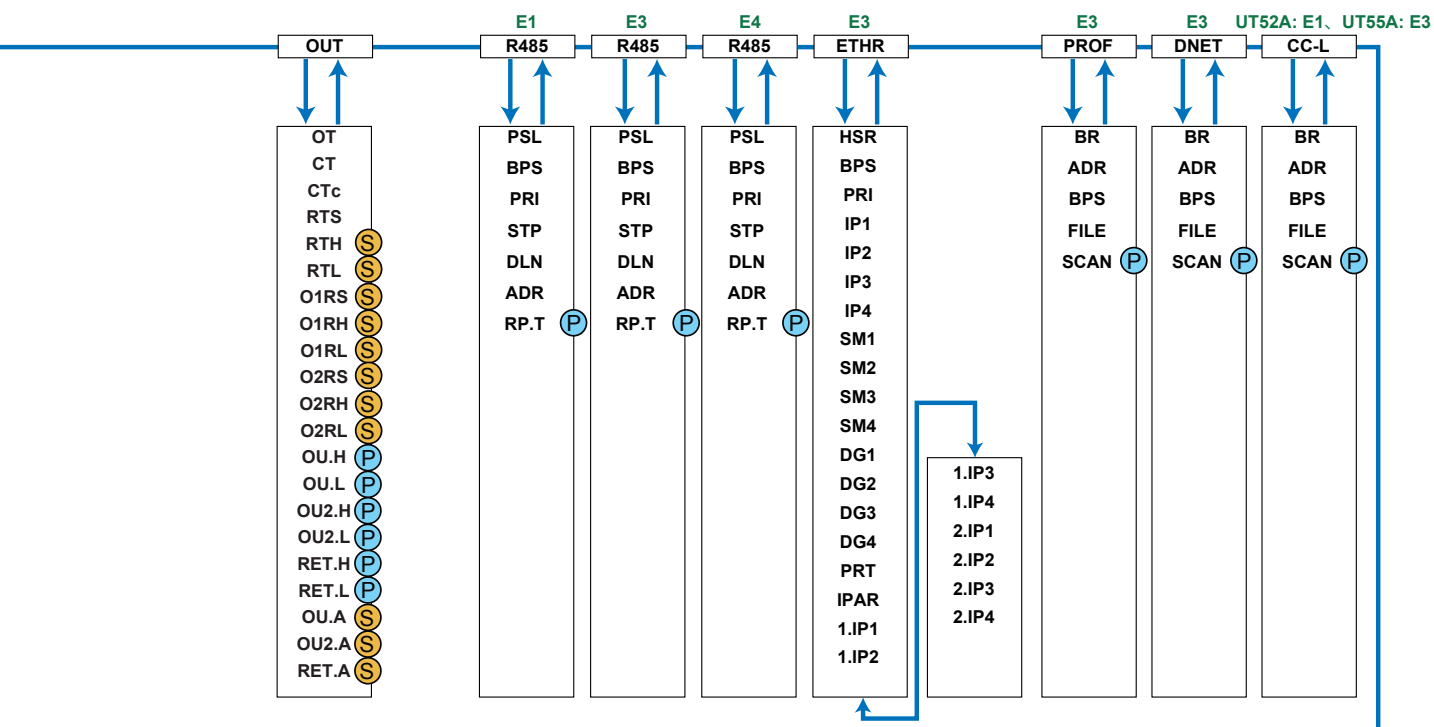 E1
E3
E4
E3
E3
E3
UT52A: E1、UT55A: E3
OUT
R485
R485
R485
ETHR
PROF
DNET
CC-L
OT
CT
CTc
RTS
RTH S
RTL S
O1RS S
O1RH S
O1RL S
O2RS S
O2RH S
O2RL S
OU.H P
OU.L P
OU2.H P
OU2.L P
RET.H P
RET.L P
OU.A S
OU2.A S
RET.A S
PSL
BPS
PRI
STP
DLN
ADR
RP.T P
PSL
BPS
PRI
STP
DLN
ADR
RP.T P
PSL
BPS
PRI
STP
DLN
ADR
RP.T P
HSR
BPS
PRI
IP1
IP2
IP3
IP4
SM1
SM2
SM3
SM4
DG1
DG2
DG3
DG4
PRT
IPAR
1.IP1
1.IP2
1.IP3
1.IP4
2.IP1
2.IP2
2.IP3
2.IP4
BR
ADR
BPS
FILE
SCAN P
BR
ADR
BPS
FILE
SCAN P
BR
ADR
BPS
FILE
SCAN P